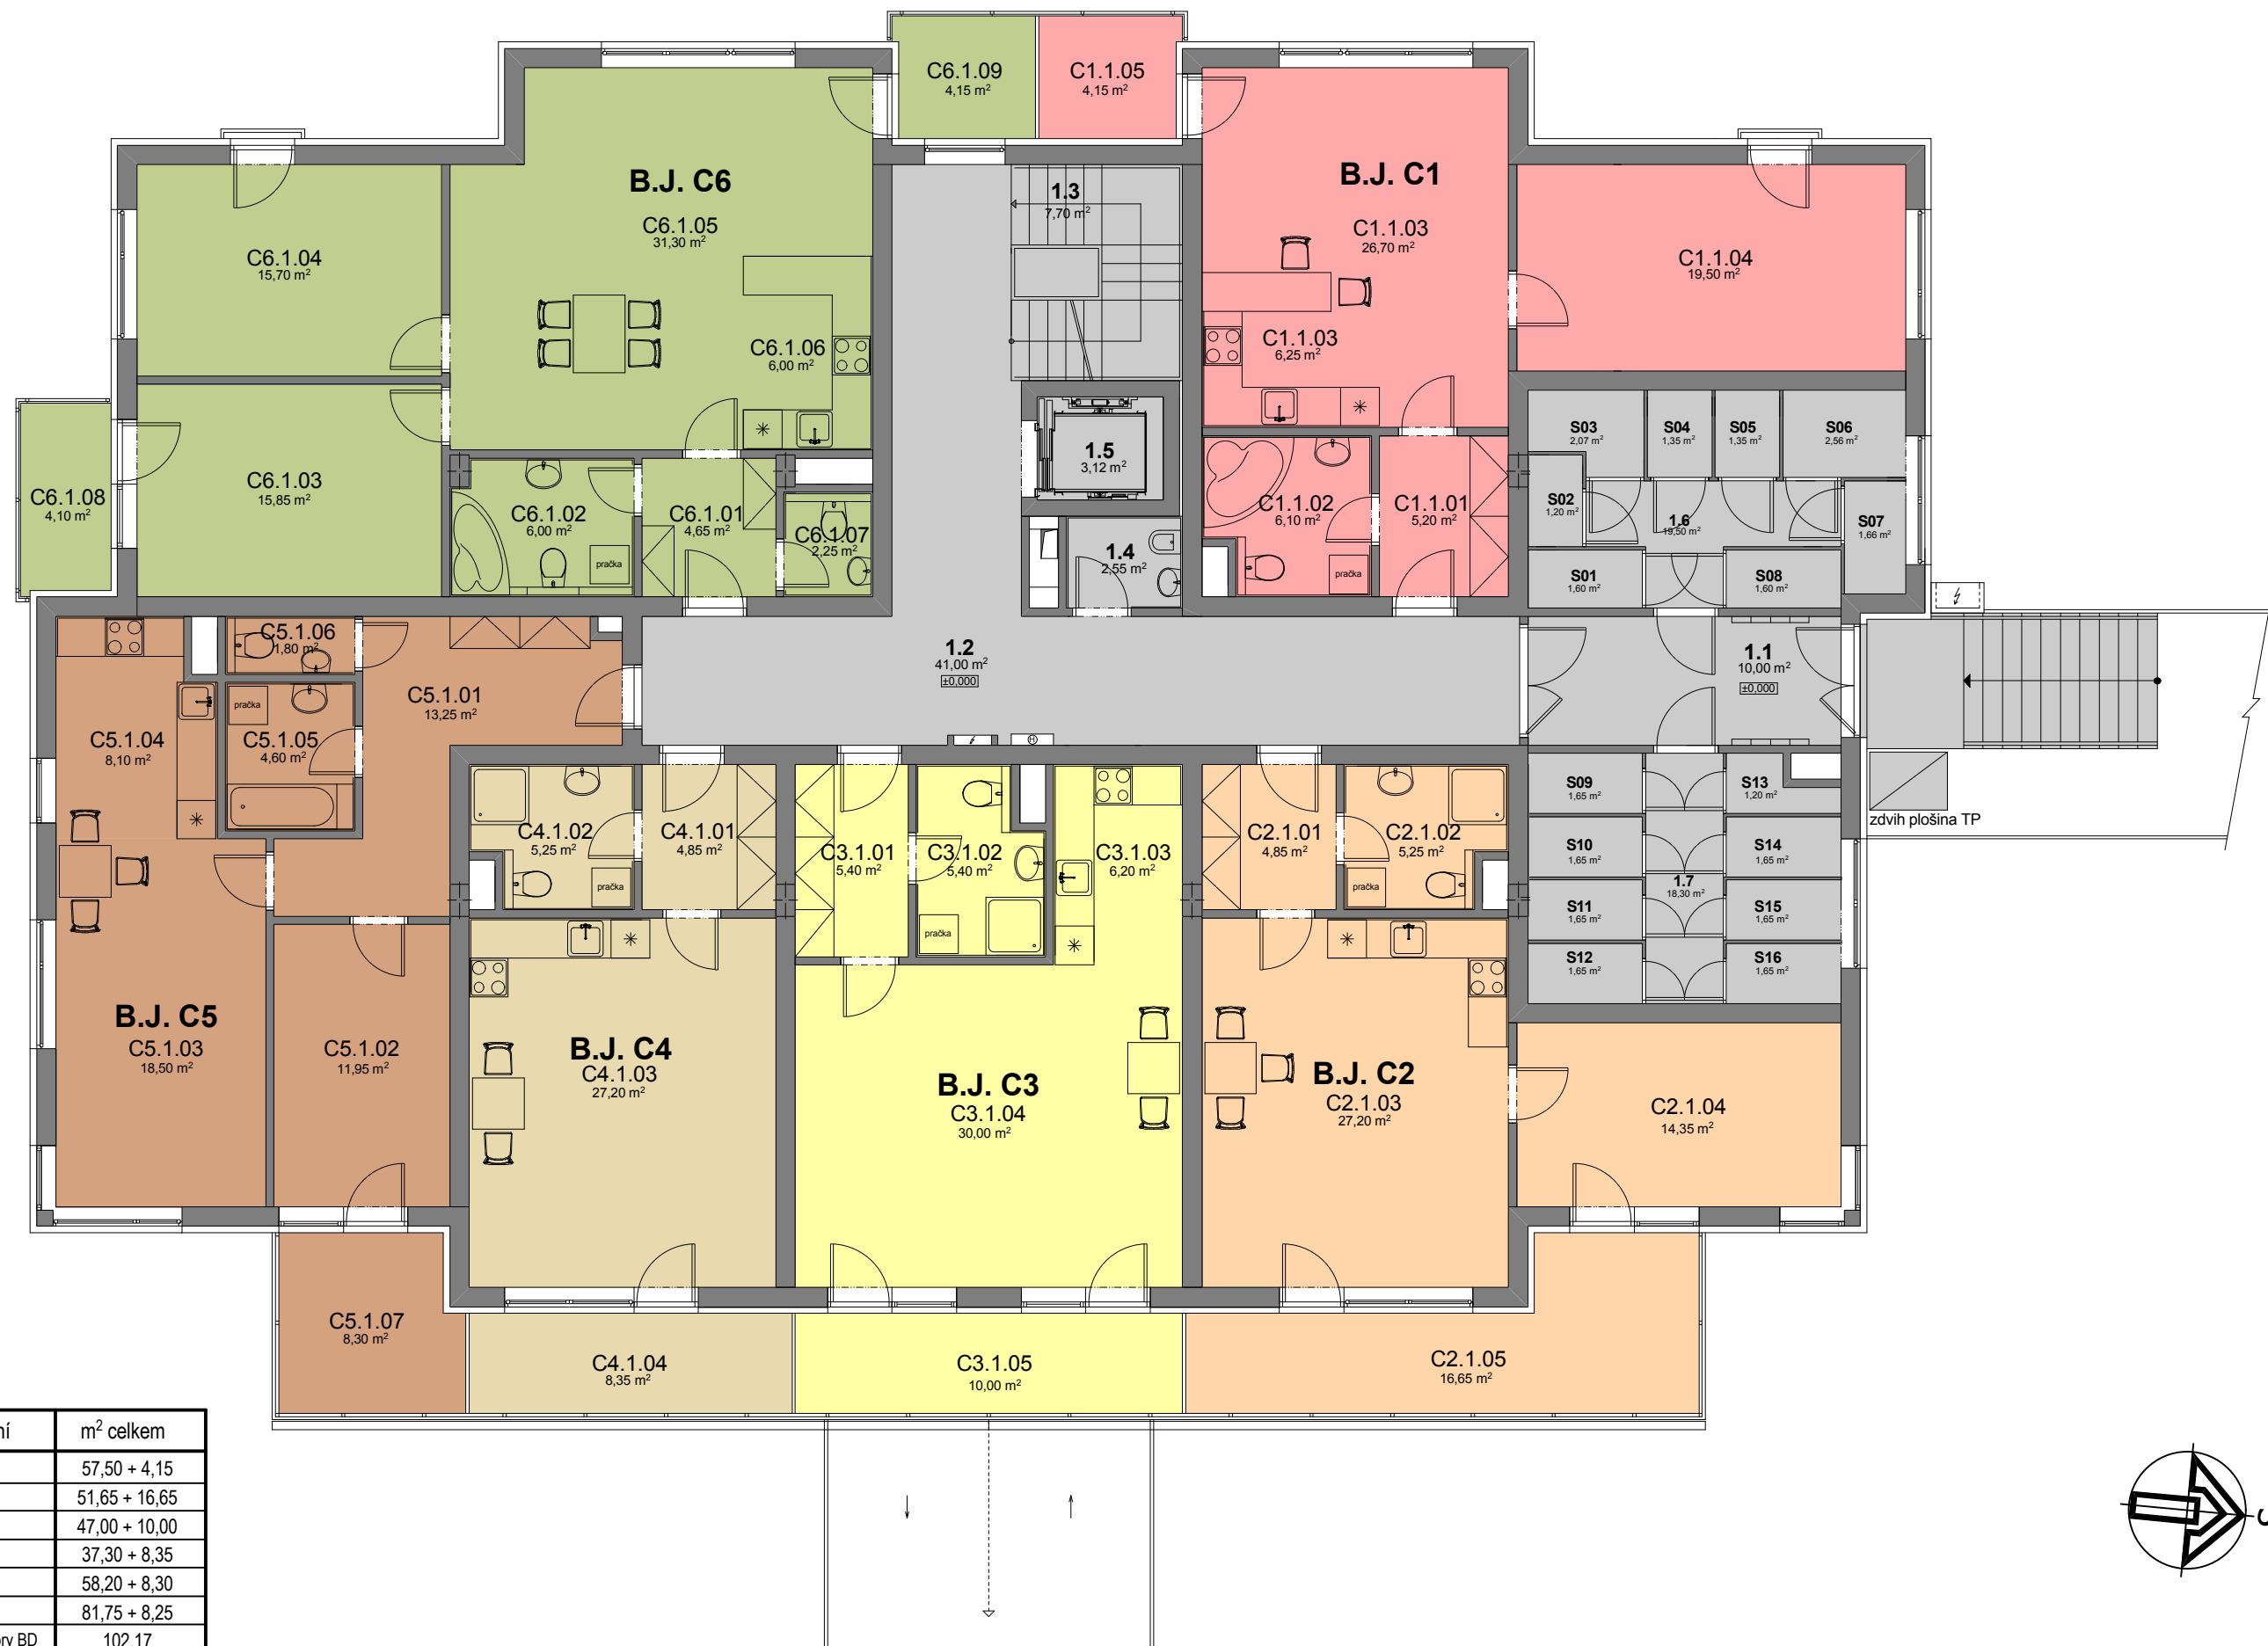 C6.1.09
4,15 m²
C1.1.05
4,15 m²
B.J. C6
C6.1.05
31,30 m²
C6.1.04
15,70 m²
C6.1.06
6,00 m²
C6.1.03
15,85 m²
C6.1.08
4,10 m²
C6.1.02
6,00 m²
pračka
C6.1.01
4,65 m²
C6.1.07
2,25 m²
1.3
7,70 m²
1.5
3,12 m²
1.4
2,55 m²
B.J. C1
C1.1.03
26,70 m²
C1.1.03
6,25 m²
C1.1.04
19,50 m²
C1.1.02
6,10 m²
pračka
C1.1.01
5,20 m²
S03
2,07 m²
S04
1,35 m²
S05
1,35 m²
S06
2,56 m²
S02
1,20 m²
1.6
19,50 m²
S07
1,66 m²
S01
1,60 m²
S08
1,60 m²
C5.1.06
1,80 m²
C5.1.01
13,25 m²
1.2
41,00 m²
±0,000
1.1
10,00 m²
±0,000
pračka
C5.1.05
4,60 m²
C5.1.04
8,10 m²
H
C4.1.02
5,25 m²
pračka
C4.1.01
4,85 m²
C3.1.01
5,40 m²
C3.1.02
5,40 m²
pračka
C3.1.03
6,20 m²
C2.1.01
4,85 m²
C2.1.02
5,25 m²
pračka
S09
1,65 m²
S13
1,20 m²
S10
1,65 m²
S14
1,65 m²
1.7
18,30 m²
S11
1,65 m²
S15
1,65 m²
S12
1,65 m²
S16
1,65 m²
zdvih plošina TP
B.J. C5
C5.1.03
18,50 m²
C5.1.02
11,95 m²
B.J. C4
C4.1.03
27,20 m²
B.J. C3
C3.1.04
30,00 m²
B.J. C2
C2.1.03
27,20 m²
C2.1.04
14,35 m²
C5.1.07
8,30 m²
C4.1.04
8,35 m²
C3.1.05
10,00 m²
C2.1.05
16,65 m²
m² celkem
57,50 + 4,15
51,65 + 16,65
47,00 + 10,00
37,30 + 8,35
58,20 + 8,30
81,75 + 8,25
BD 102,17